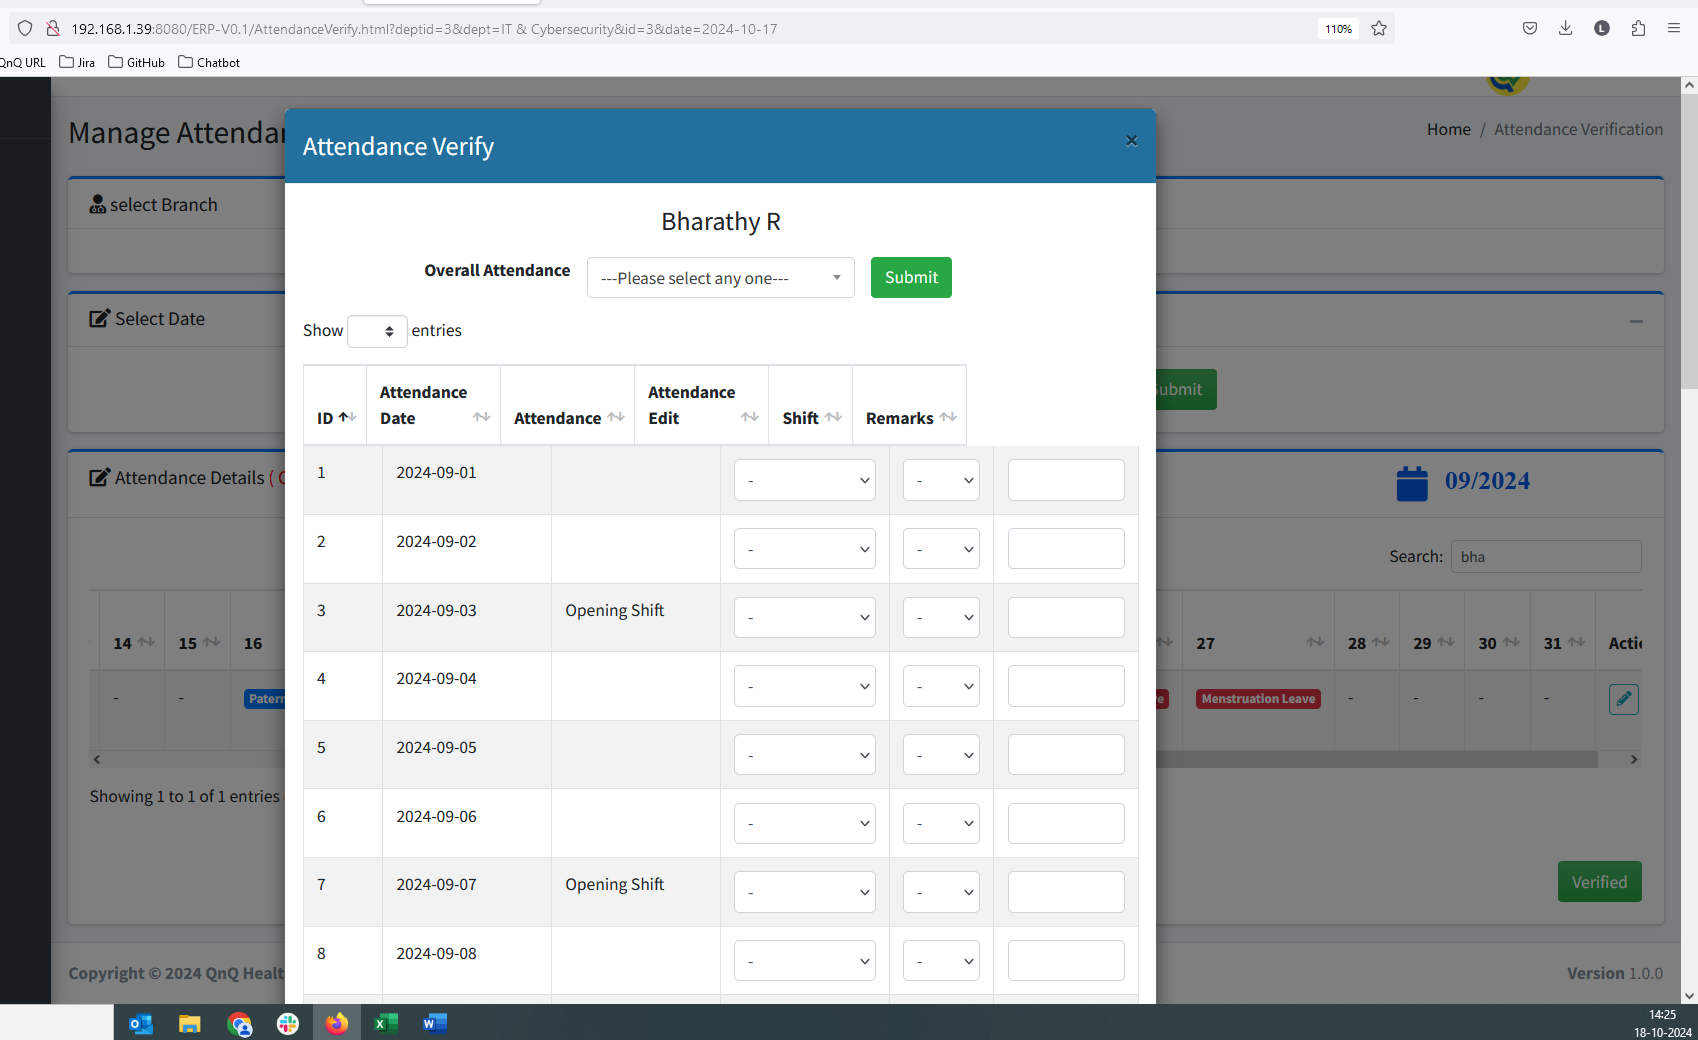 192.168.1.39:8080/ERP-V0.1/AttendanceVerify.html?deptid=3&dept=IT & Cybersecurity&id=3&date=2024-10-17
110%
L
QnQ URL
Jira
GitHub
Chatbot
Manage Attendan
Home / Attendance Verification
Attendance Verify
×
select Branch
Bharathy R
Overall Attendance
---Please select any one---
Submit
Select Date
Show entries
Submit
ID
Attendance Date
Attendance
Attendance Edit
Shift
Remarks
Attendance Details ( C
09/2024
1 2024-09-01 - -
2 2024-09-02 - -
3 2024-09-03 Opening Shift - -
4 2024-09-04 - -
5 2024-09-05 - -
6 2024-09-06 - -
7 2024-09-07 Opening Shift - -
8 2024-09-08 - -
Search: bha
14 15 16 27 28 29 30 31 Actio
- - Patern e Menstruation Leave - - - -
Showing 1 to 1 of 1 entries
Verified
Copyright © 2024 QnQ Healt
Version 1.0.0
14:25
18-10-2024